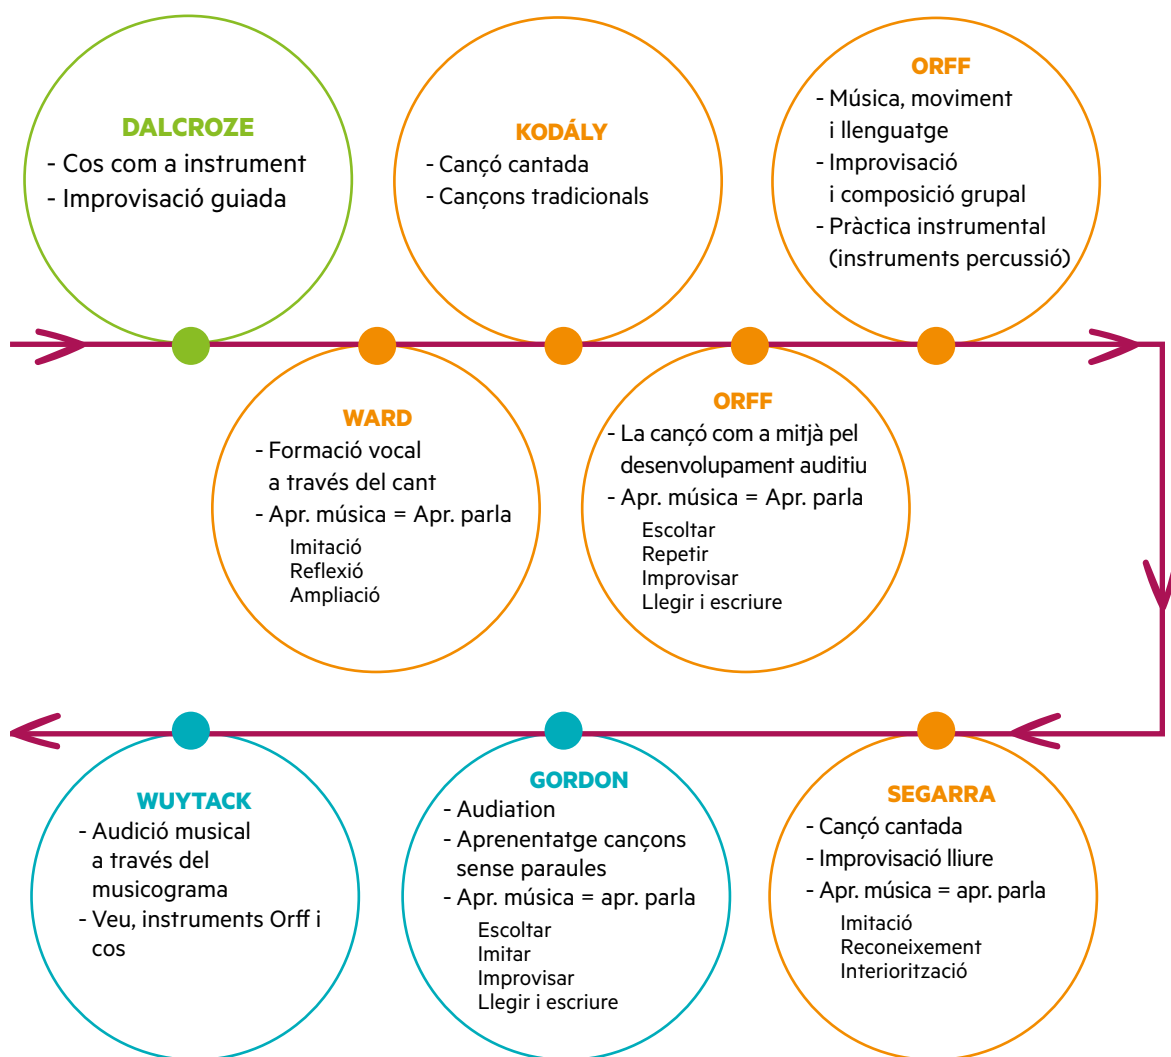 DALCROZE
- Cos com a instrument
- Improvisació guiada
WARD
- Formació vocal
a través del cant
- Apr. música = Apr. parla
Imitació
Reflexió
Ampliació
KODÁLY
- Cançó cantada
- Cançons tradicionals
ORFF
- La cançó com a mitjà pel
desenvolupament auditiu
- Apr. música = Apr. parla
Escoltar
Repetir
Improvisar
Llegir i escriure
ORFF
- Música, moviment
i llenguatge
- Improvisació
i composició grupal
- Pràctica instrumental
(instruments percussió)
SEGARRA
- Cançó cantada
- Improvisació lliure
- Apr. música = apr. parla
Imitació
Reconeixement
Interiorització
GORDON
- Audiation
- Aprenentatge cançons
sense paraules
- Apr. música = apr. parla
Escoltar
Imitar
Improvisar
Llegir i escriure
WUYTACK
- Audició musical
a través del
musicograma
- Veu, instruments Orff i
cos